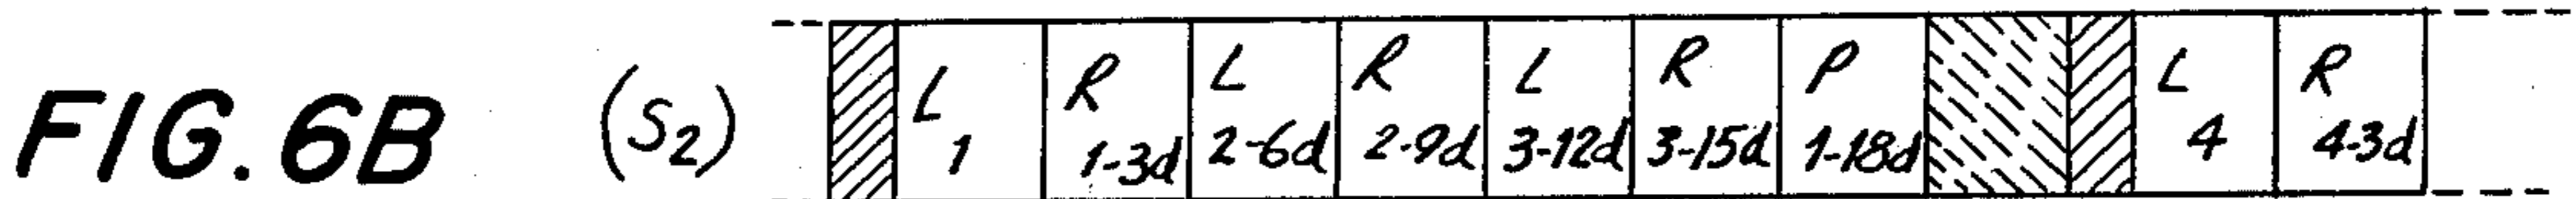 FIG. 6B (S2) L R L R L R P L R
1 1-3d 2-6d 2-9d 3-12d 3-15d 1-18d 4 4-3d